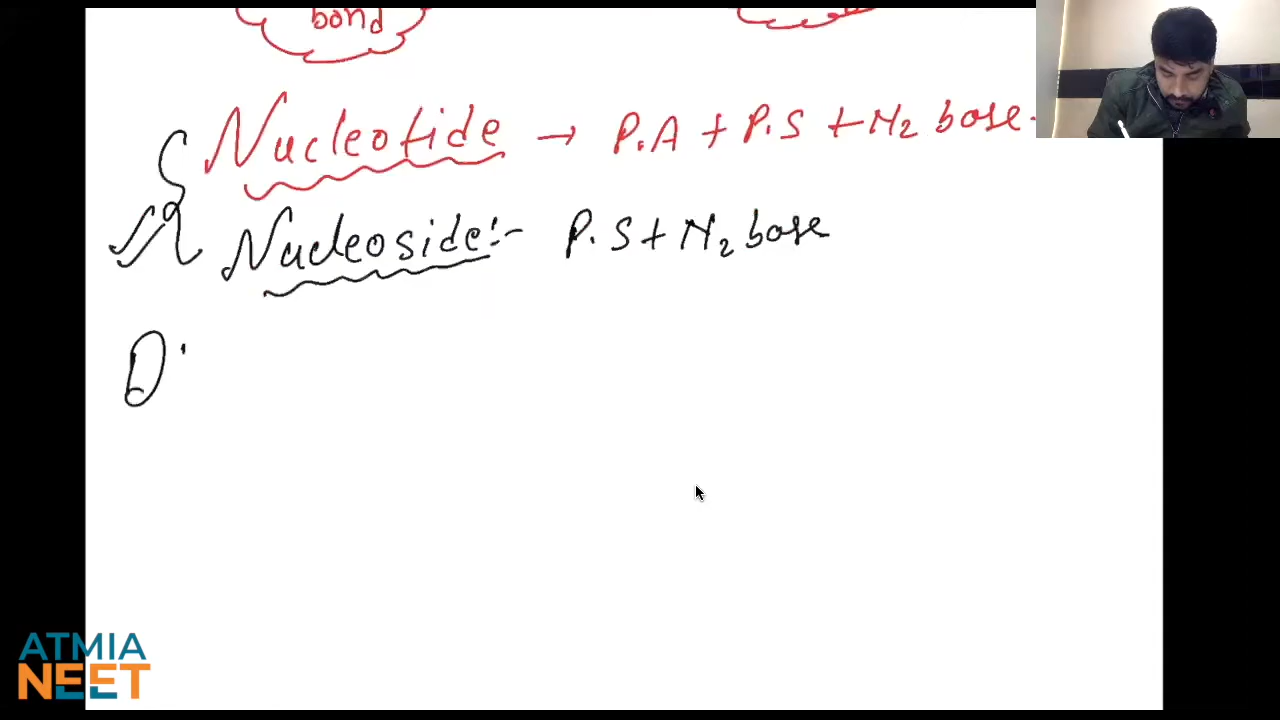 bond
Nucleotide → P.A + P.S + N2 base.
Nucleoside:- P.S + N2 base
D
ATMIA
NEET